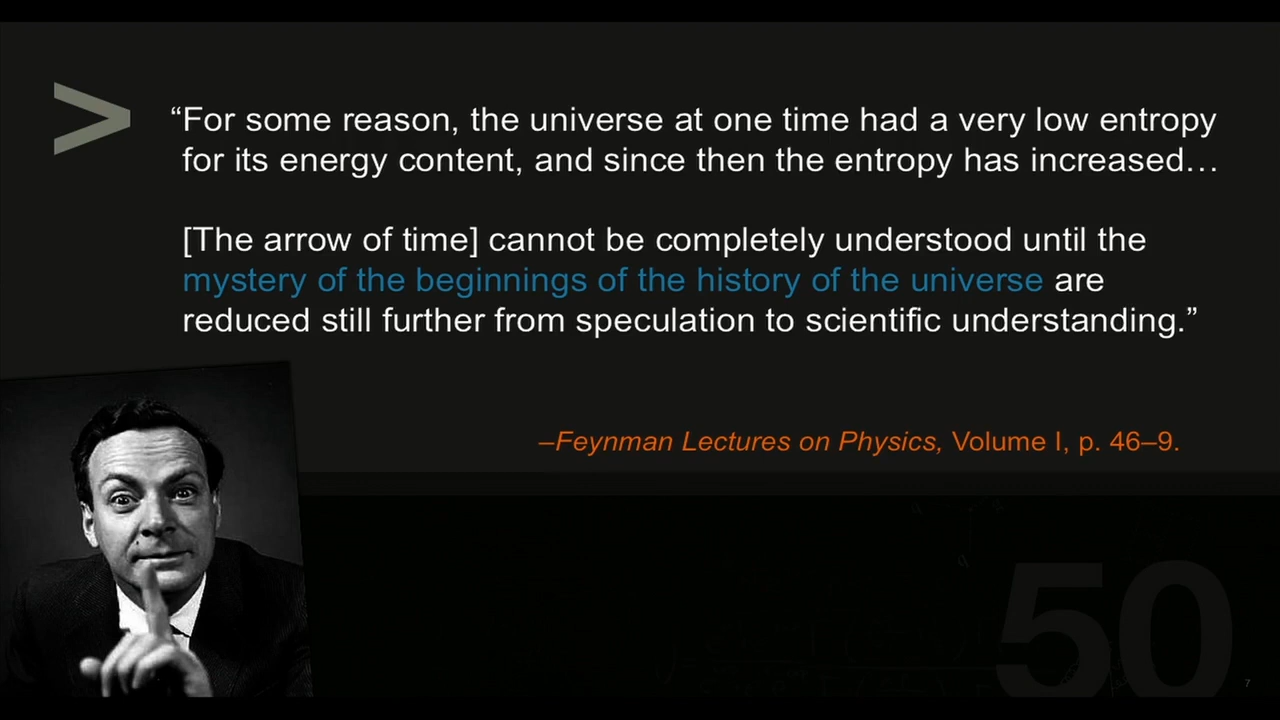 >
“For some reason, the universe at one time had a very low entropy
for its energy content, and since then the entropy has increased…
[The arrow of time] cannot be completely understood until the
mystery of the beginnings of the history of the universe are
reduced still further from speculation to scientific understanding.”
–Feynman Lectures on Physics, Volume I, p. 46–9.
50
7